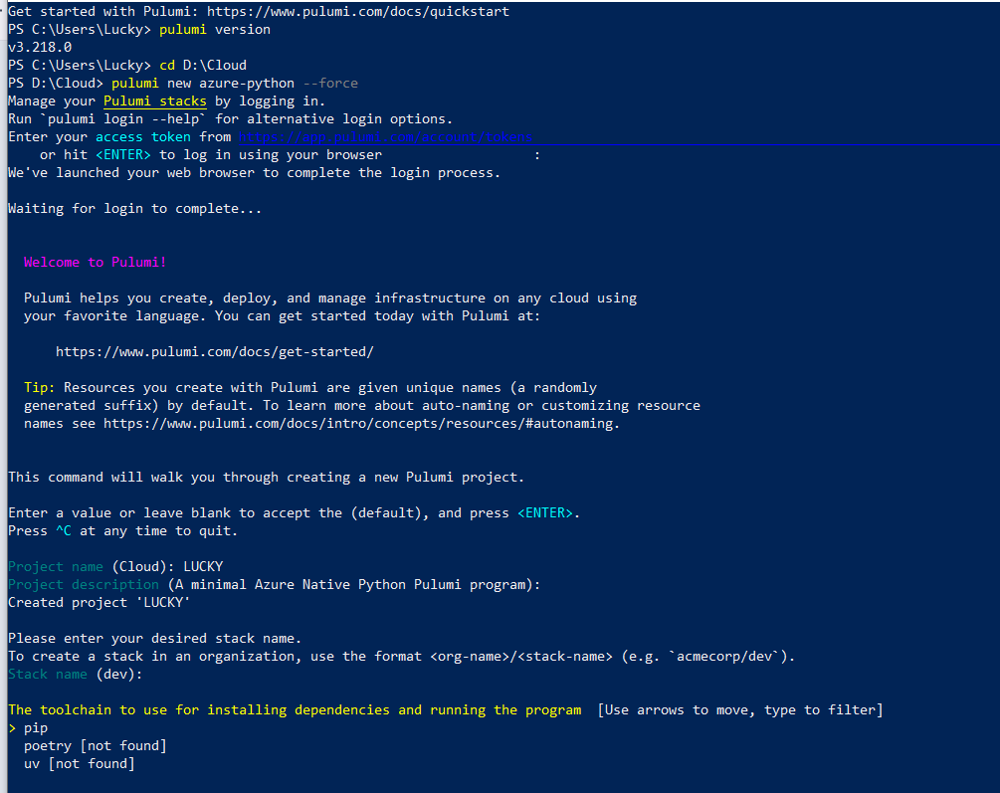 Get started with Pulumi: https://www.pulumi.com/docs/quickstart
PS C:\Users\Lucky> pulumi version
v3.218.0
PS C:\Users\Lucky> cd D:\Cloud
PS D:\Cloud> pulumi new azure-python --force
Manage your Pulumi stacks by logging in.
Run `pulumi login --help` for alternative login options.
Enter your access token from https://app.pulumi.com/account/tokens
    or hit <ENTER> to log in using your browser                   :
We've launched your web browser to complete the login process.

Waiting for login to complete...


  Welcome to Pulumi!

  Pulumi helps you create, deploy, and manage infrastructure on any cloud using
  your favorite language. You can get started today with Pulumi at:

      https://www.pulumi.com/docs/get-started/

  Tip: Resources you create with Pulumi are given unique names (a randomly
  generated suffix) by default. To learn more about auto-naming or customizing resource
  names see https://www.pulumi.com/docs/intro/concepts/resources/#autonaming.


This command will walk you through creating a new Pulumi project.

Enter a value or leave blank to accept the (default), and press <ENTER>.
Press ^C at any time to quit.

Project name (Cloud): LUCKY
Project description (A minimal Azure Native Python Pulumi program):
Created project 'LUCKY'

Please enter your desired stack name.
To create a stack in an organization, use the format <org-name>/<stack-name> (e.g. `acmecorp/dev`).
Stack name (dev):

The toolchain to use for installing dependencies and running the program  [Use arrows to move, type to filter]
> pip
  poetry [not found]
  uv [not found]